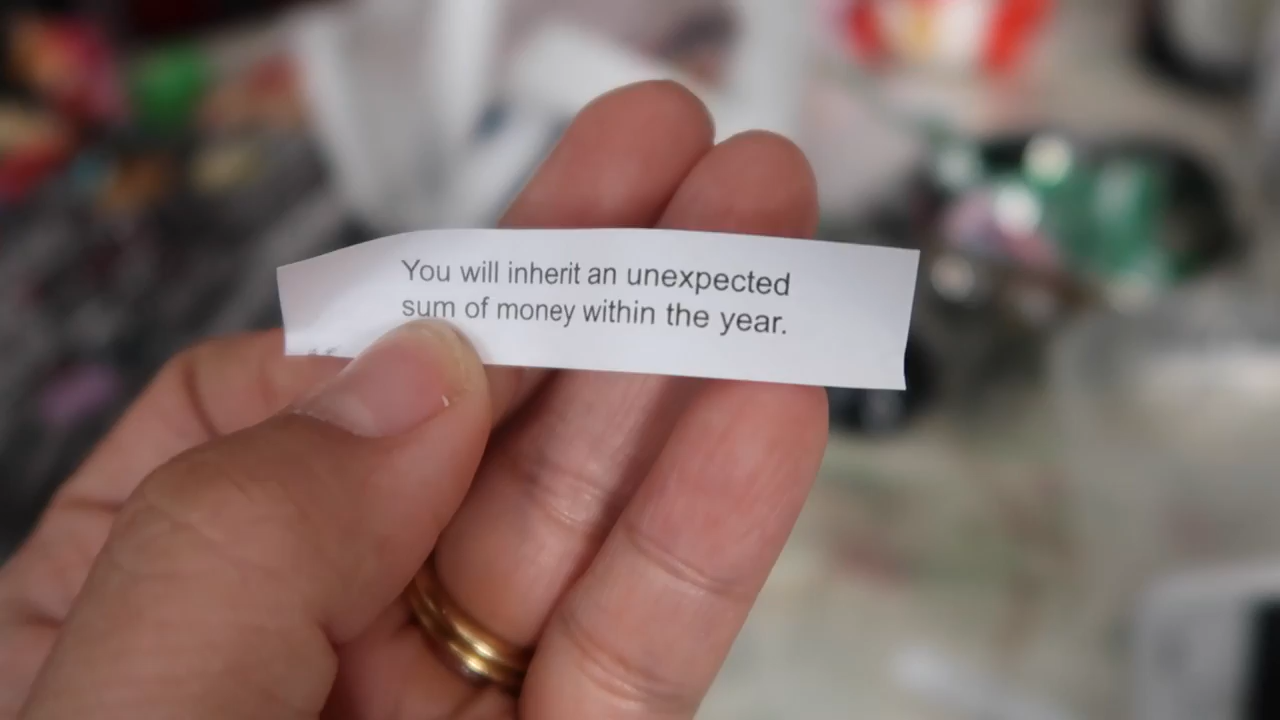 You will inherit an unexpected
sum of money within the year.